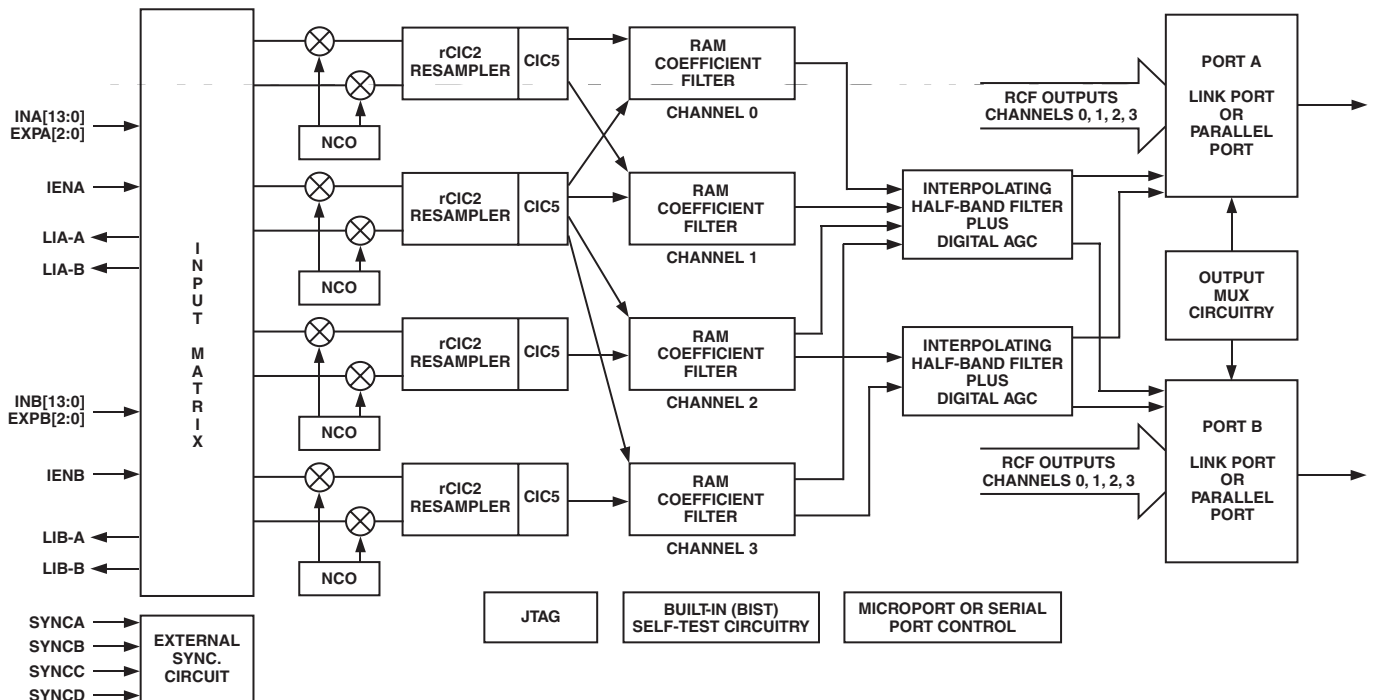 INA[13:0]
EXPA[2:0]
IENA
LIA-A
LIA-B
INB[13:0]
EXPB[2:0]
IENB
LIB-A
LIB-B
SYNCA
SYNCB
SYNCC
SYNCD
I
N
P
U
T
M
A
T
R
I
X
EXTERNAL
SYNC.
CIRCUIT
NCO
NCO
NCO
NCO
rCIC2
RESAMPLER
CIC5
rCIC2
RESAMPLER
CIC5
rCIC2
RESAMPLER
CIC5
rCIC2
RESAMPLER
CIC5
RAM
COEFFICIENT
FILTER
CHANNEL 0
RAM
COEFFICIENT
FILTER
CHANNEL 1
RAM
COEFFICIENT
FILTER
CHANNEL 2
RAM
COEFFICIENT
FILTER
CHANNEL 3
INTERPOLATING
HALF-BAND FILTER
PLUS
DIGITAL AGC
INTERPOLATING
HALF-BAND FILTER
PLUS
DIGITAL AGC
RCF OUTPUTS
CHANNELS 0, 1, 2, 3
PORT A
LINK PORT
OR
PARALLEL
PORT
OUTPUT
MUX
CIRCUITRY
RCF OUTPUTS
CHANNELS 0, 1, 2, 3
PORT B
LINK PORT
OR
PARALLEL
PORT
JTAG
BUILT-IN (BIST)
SELF-TEST CIRCUITRY
MICROPORT OR SERIAL
PORT CONTROL